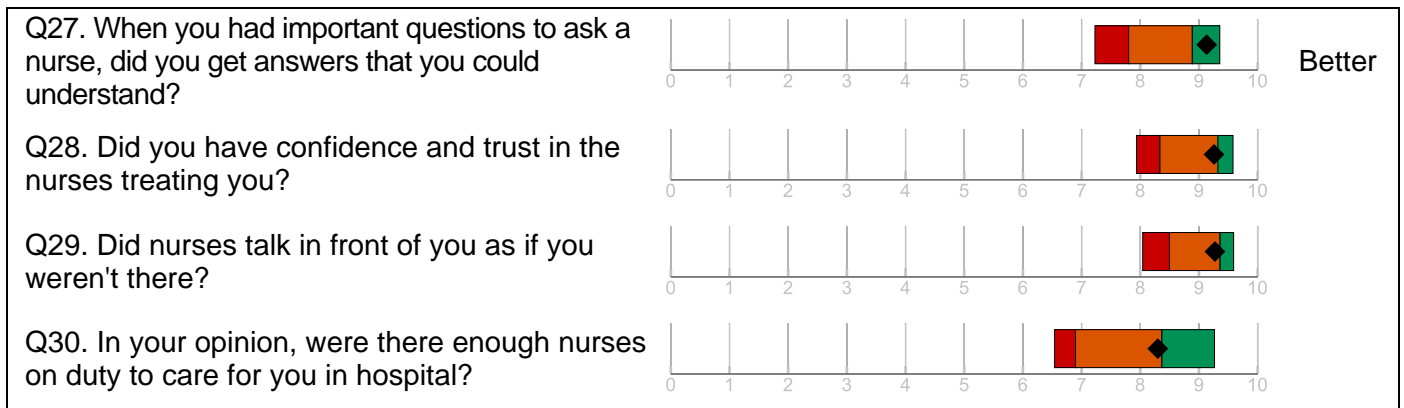 Q27. When you had important questions to ask a
nurse, did you get answers that you could
understand?
0 1 2 3 4 5 6 7 8 9 10
Better
Q28. Did you have confidence and trust in the
nurses treating you?
0 1 2 3 4 5 6 7 8 9 10
Q29. Did nurses talk in front of you as if you
weren't there?
0 1 2 3 4 5 6 7 8 9 10
Q30. In your opinion, were there enough nurses
on duty to care for you in hospital?
0 1 2 3 4 5 6 7 8 9 10